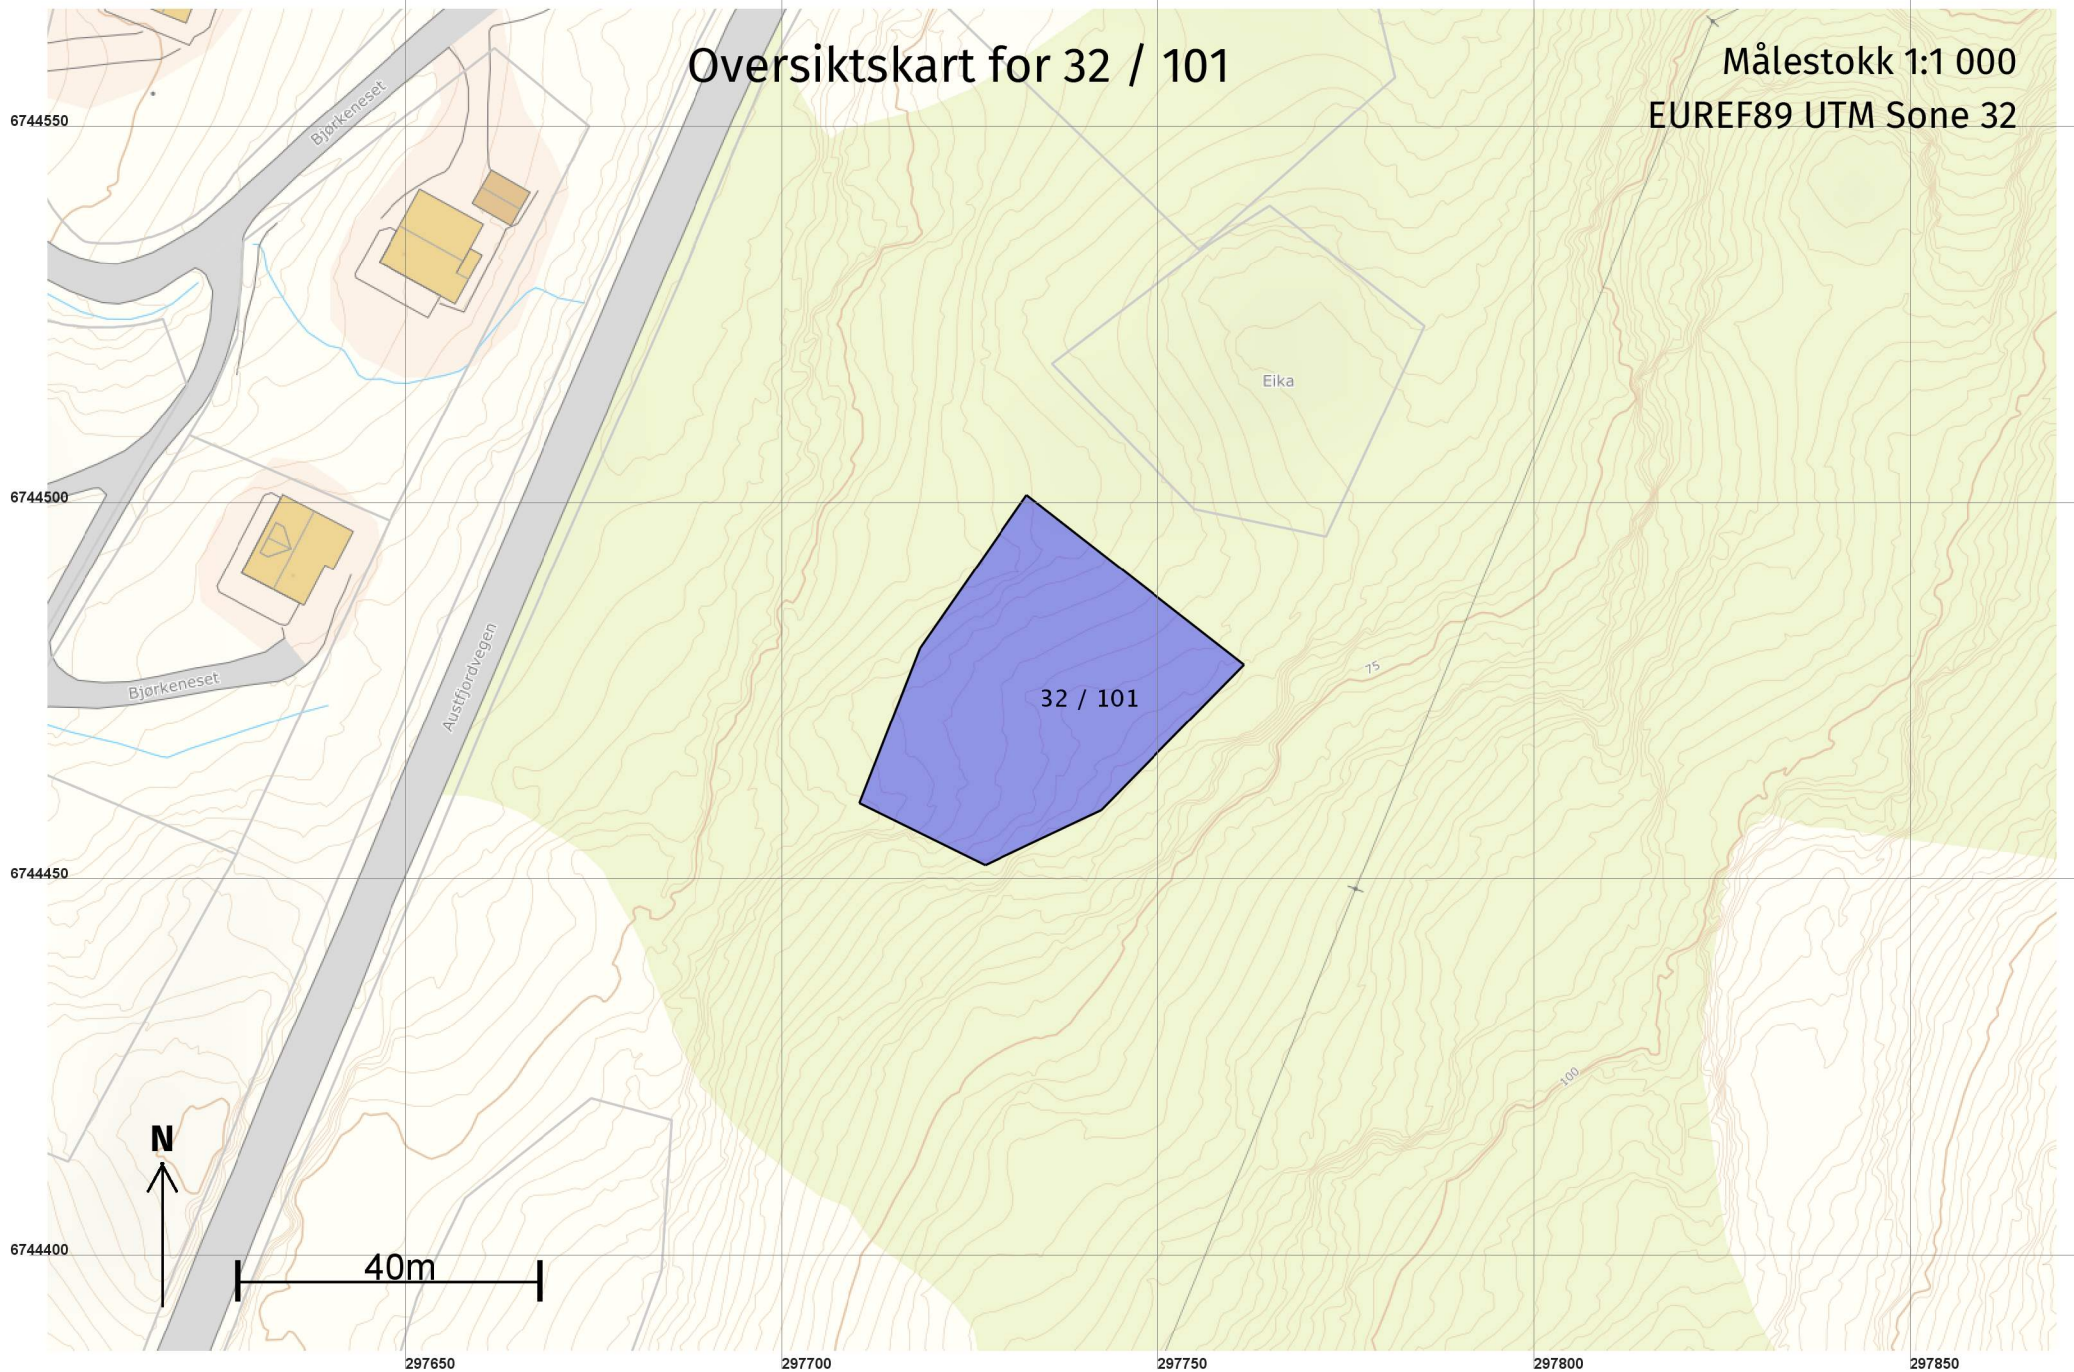 Oversiktskart for 32 / 101
Målestokk 1:1 000
EUREF89 UTM Sone 32
6744550
Bjørkeneset
Eika
6744500
Austfjordvegen
Bjørkeneset
75
32 / 101
6744450
100
N
6744400
40m
297650
297700
297750
297800
297850